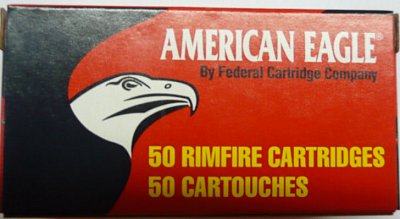 AMERICAN EAGLE®
By Federal Cartridge Company
50 RIMFIRE CARTRIDGES
50 CARTOUCHES